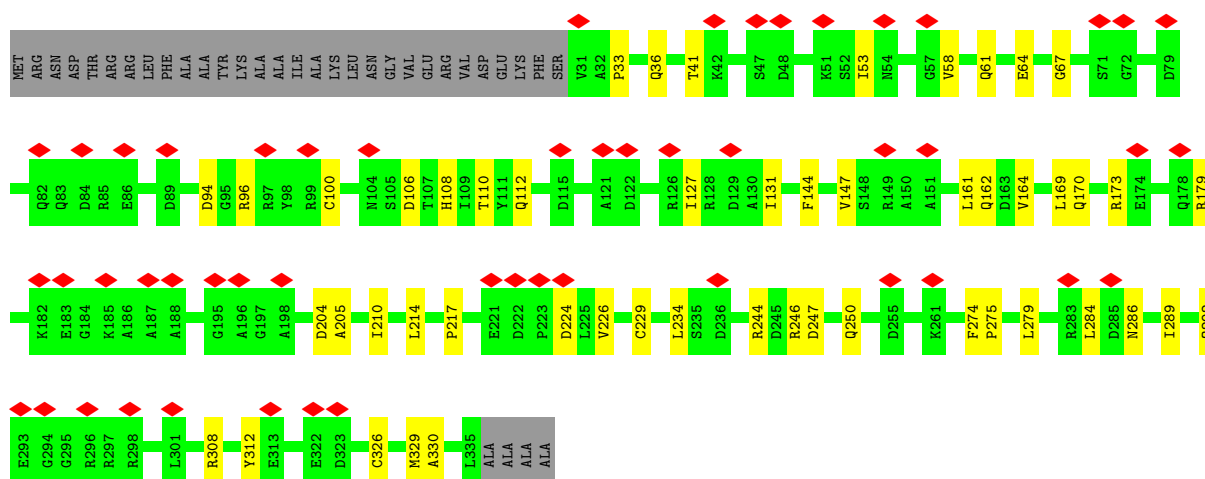 MET ARG ASN ASP THR ARG ARG LEU PHE ALA ALA TYR LYS ALA ALA ILE ALA LYS LEU ASN GLY VAL GLU ARG VAL ASP GLU LYS PHE SER V31 A32 P33 Q36 T41 K42 S47 D48 K51 S52 I53 N54 G57 V58 Q61 E64 G67 S71 G72 D79
Q82 Q83 D84 R85 E86 D89 D94 G95 R96 R97 Y98 R99 C100 N104 S105 D106 T107 H108 I109 T110 Y111 Q112 D115 A121 D122 R126 I127 R128 D129 A130 I131 F144 V147 S148 R149 A150 A151 L161 Q162 D163 V164 L169 Q170 R173 E174 Q178 R179
K182 E183 G184 K185 A186 A187 A188 G195 A196 G197 A198 D204 A205 I210 L214 P217 E221 D222 P223 D224 L225 V226 C229 L234 S235 D236 R244 D245 R246 D247 Q250 D255 K261 F274 P275 L279 R283 L284 D285 N286 I289
E293 G294 G295 R296 R297 R298 L301 R308 Y312 E313 E322 D323 C326 M329 A330 L335 ALA ALA ALA ALA